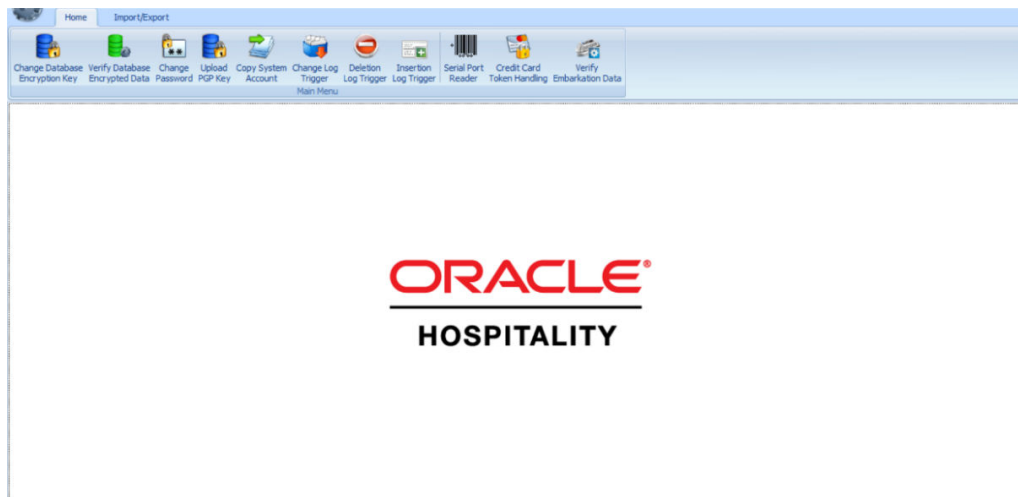 Home Import/Export
Change Database Verify Database Change Upload Copy System Change Log Deletion Insertion Serial Port Credit Card Verify
Encryption Key Encrypted Data Password PGP Key Account Trigger Log Trigger Log Trigger Reader Token Handling Embarkation Data
Main Menu
ORACLE®
HOSPITALITY